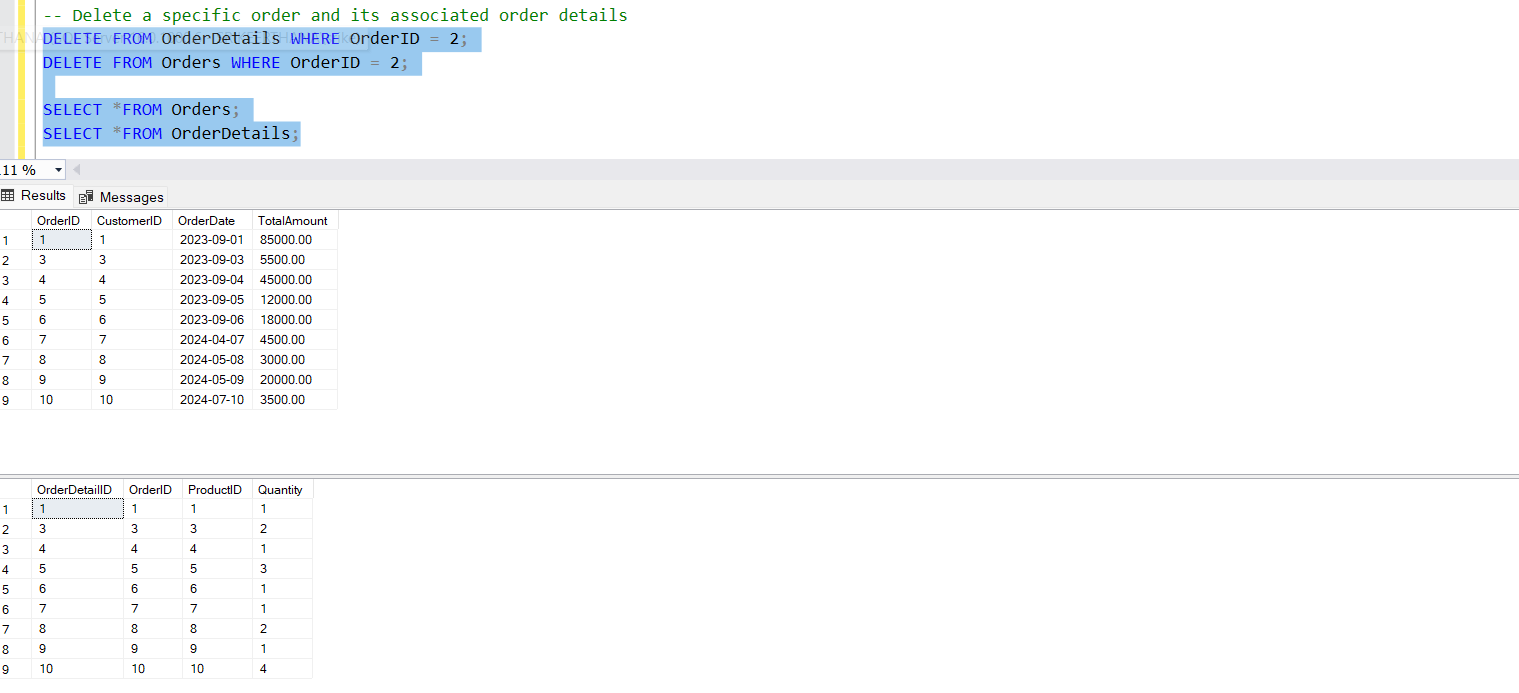 -- Delete a specific order and its associated order details
DELETE FROM OrderDetails WHERE OrderID = 2;
DELETE FROM Orders WHERE OrderID = 2;
SELECT *FROM Orders;
SELECT *FROM OrderDetails;
11 %
Results Messages
OrderID CustomerID OrderDate TotalAmount
1 1 1 2023-09-01 85000.00
2 3 3 2023-09-03 5500.00
3 4 4 2023-09-04 45000.00
4 5 5 2023-09-05 12000.00
5 6 6 2023-09-06 18000.00
6 7 7 2024-04-07 4500.00
7 8 8 2024-05-08 3000.00
8 9 9 2024-05-09 20000.00
9 10 10 2024-07-10 3500.00
OrderDetailID OrderID ProductID Quantity
1 1 1 1 1
2 3 3 3 2
3 4 4 4 1
4 5 5 5 3
5 6 6 6 1
6 7 7 7 1
7 8 8 8 2
8 9 9 9 1
9 10 10 10 4